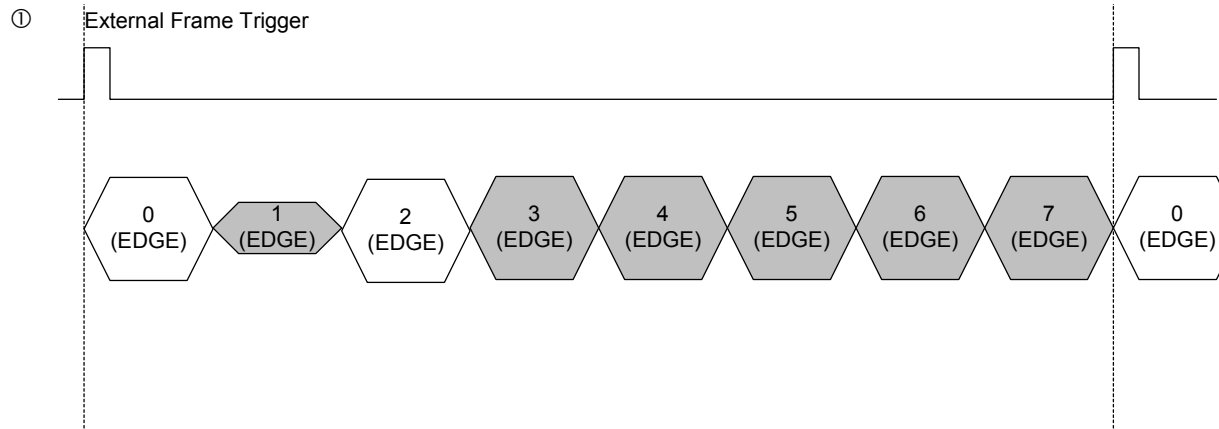 ① External Frame Trigger
0
(EDGE)
1
(EDGE)
2
(EDGE)
3
(EDGE)
4
(EDGE)
5
(EDGE)
6
(EDGE)
7
(EDGE)
0
(EDGE)